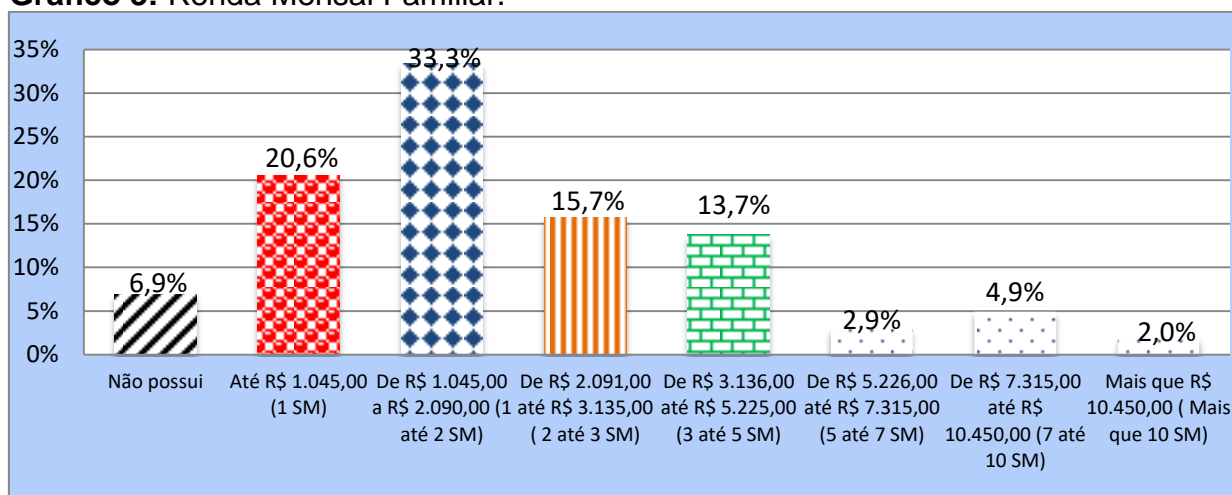 35%
30%
25%
20%
15%
10%
5%
0%
6,9%
20,6%
33,3%
15,7%
13,7%
2,9%
4,9%
2,0%
Não possui
Até R$ 1.045,00
(1 SM)
De R$ 1.045,00
a R$ 2.090,00 (1
até 2 SM)
De R$ 2.091,00
até R$ 3.135,00
( 2 até 3 SM)
De R$ 3.136,00
até R$ 5.225,00
(3 até 5 SM)
De R$ 5.226,00
até R$ 7.315,00
(5 até 7 SM)
De R$ 7.315,00
até R$
10.450,00 (7 até
10 SM)
Mais que R$
10.450,00 ( Mais
que 10 SM)